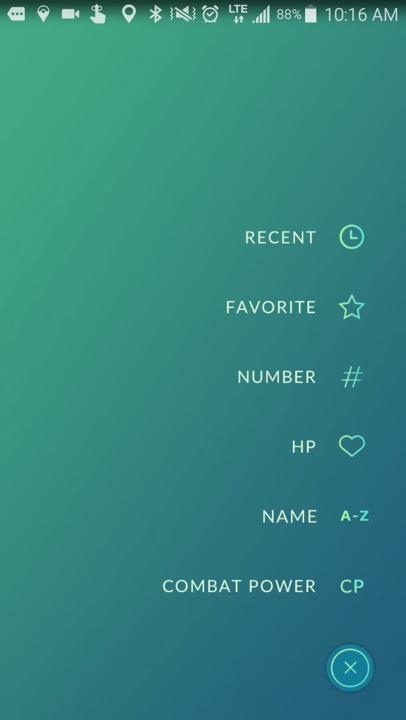 LTE 88% 10:16 AM
RECENT
FAVORITE
NUMBER #
HP
NAME A-Z
COMBAT POWER CP